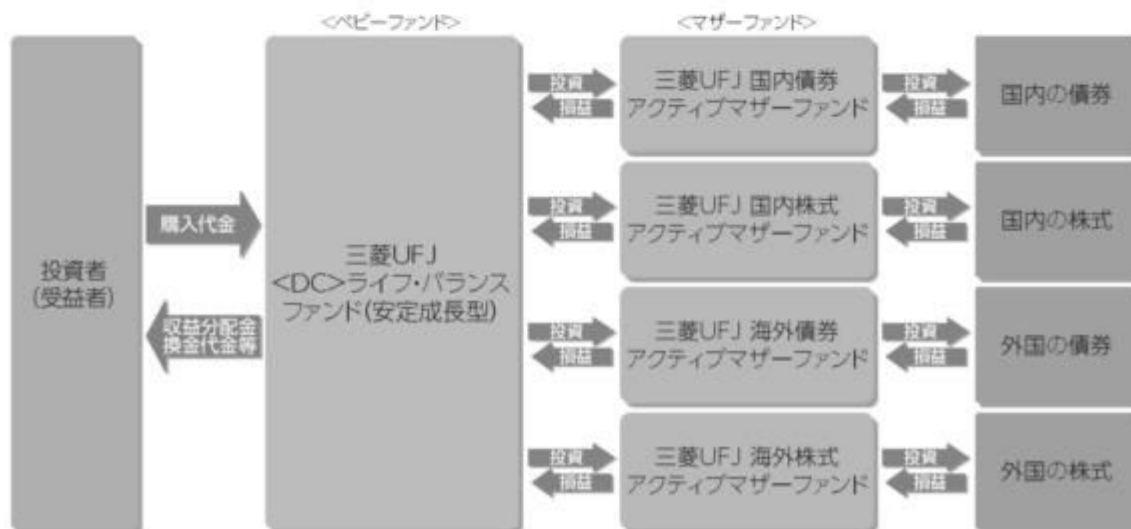 <ベビーファンド>
<マザーファンド>
投資者
(受益者)
購入代金
収益分配金
換金代金等
三菱UFJ
<DC>ライフ・バランス
ファンド(安定成長型)
投資
損益
三菱UFJ 国内債券
アクティブマザーファンド
投資
損益
国内の債券
投資
損益
三菱UFJ 国内株式
アクティブマザーファンド
投資
損益
国内の株式
投資
損益
三菱UFJ 海外債券
アクティブマザーファンド
投資
損益
外国の債券
投資
損益
三菱UFJ 海外株式
アクティブマザーファンド
投資
損益
外国の株式